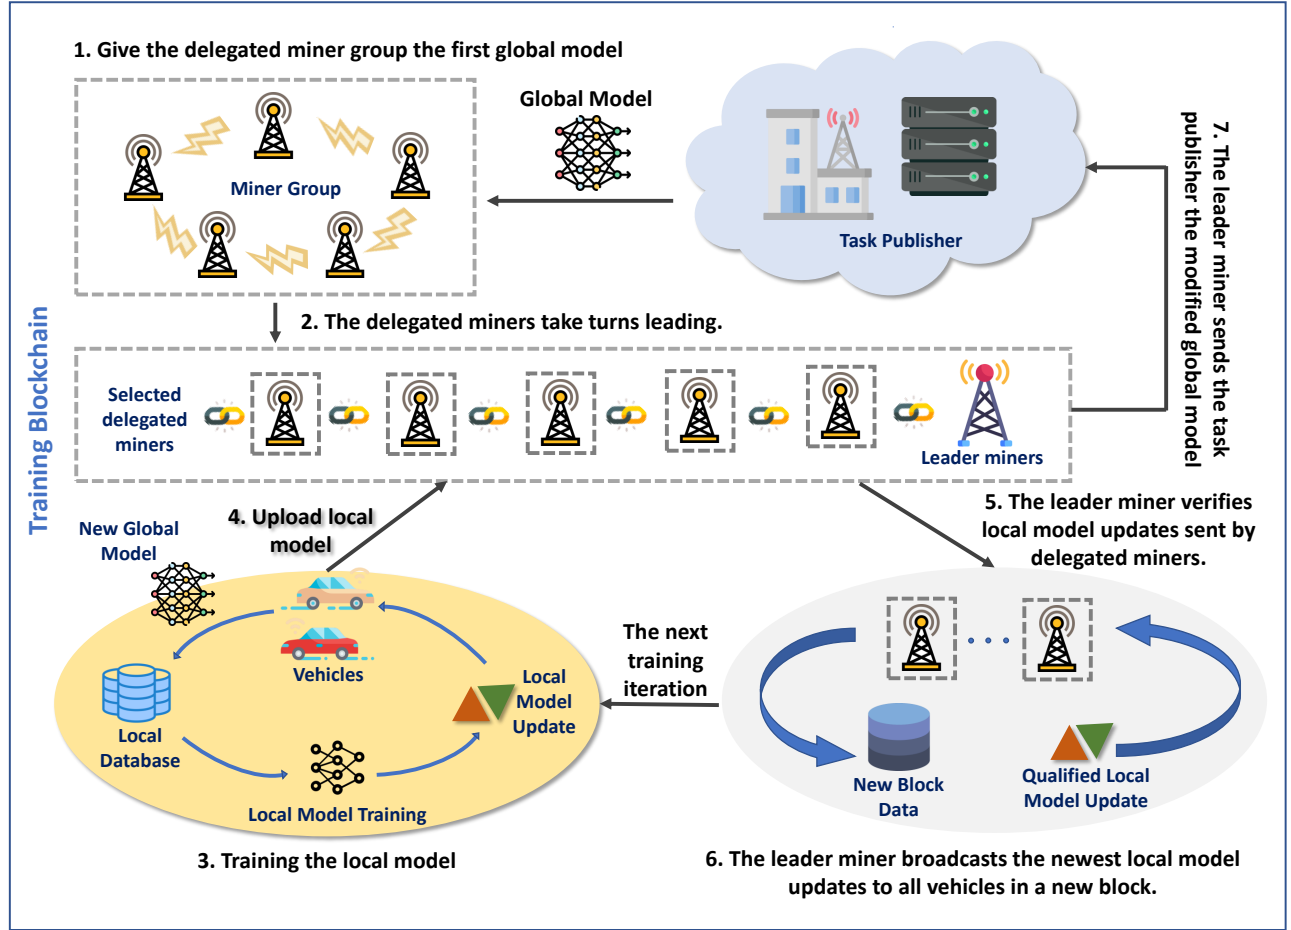 1. Give the delegated miner group the first global model
Global Model
Miner Group
Task Publisher
7. The leader miner sends the task
publisher the modified global model
2. The delegated miners take turns leading.
Training Blockchain
Selected
delegated
miners
Leader miners
4. Upload local
model
5. The leader miner verifies
local model updates sent by
delegated miners.
New Global
Model
Vehicles
Local
Database
Local
Model
Update
Local Model Training
The next
training
iteration
New Block
Data
Qualified Local
Model Update
3. Training the local model
6. The leader miner broadcasts the newest local model
updates to all vehicles in a new block.